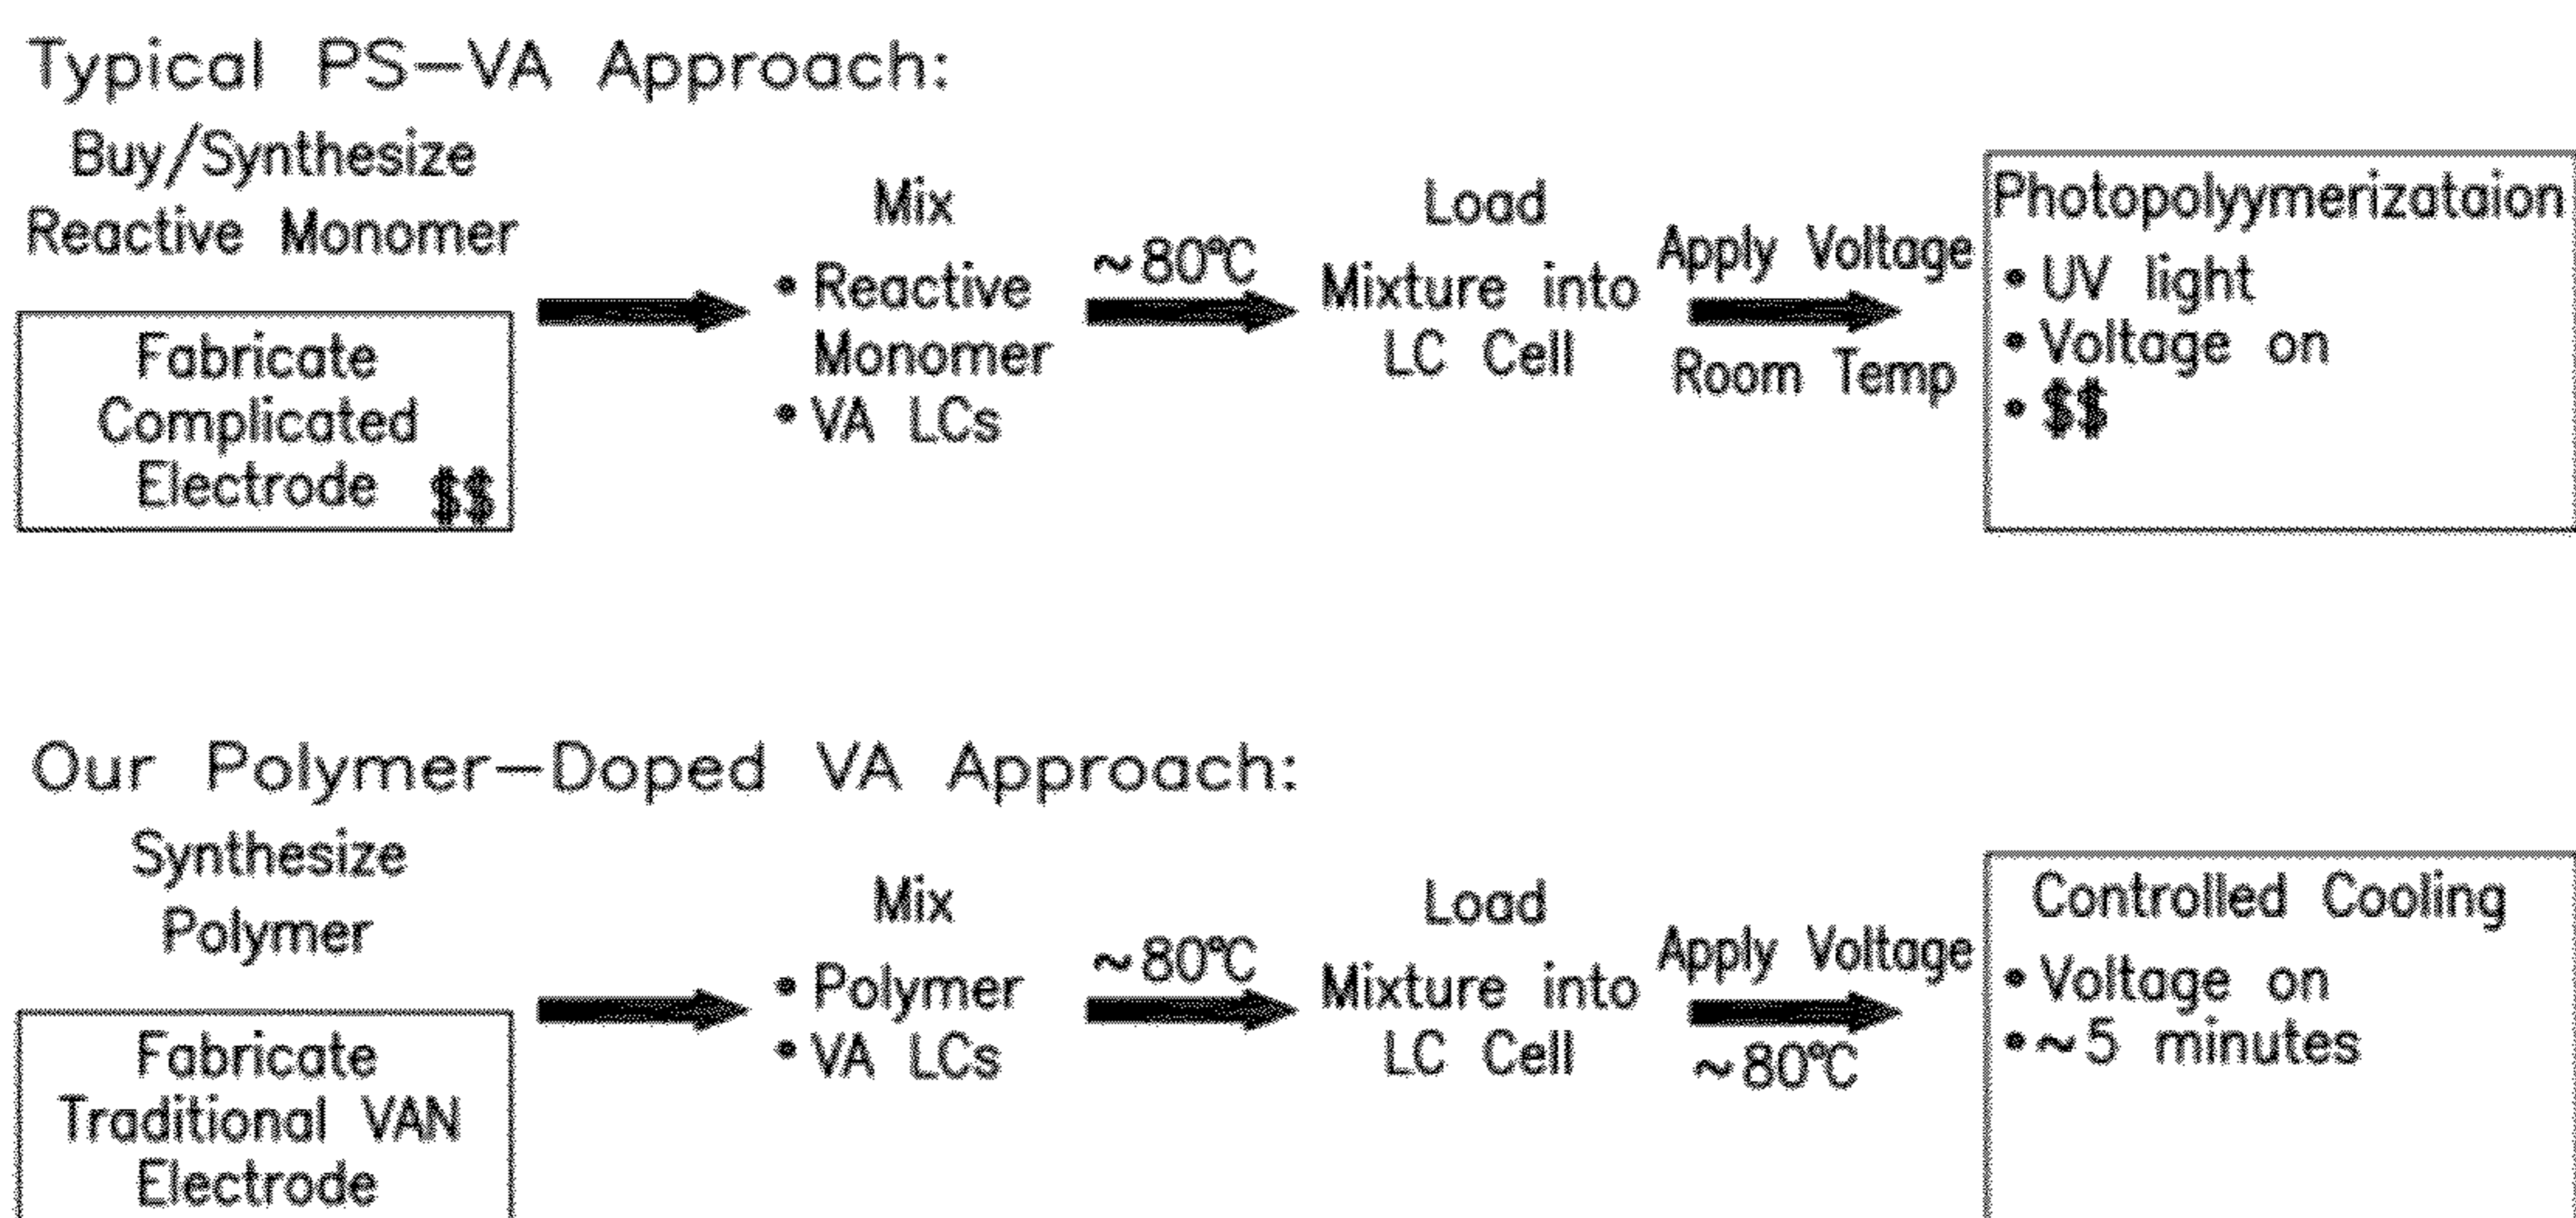 Typical PS-VA Approach:
Buy/Synthesize
Reactive Monomer
Fabricate
Complicated
Electrode $$
Mix
• Reactive
Monomer
• VA LCs
~80°C
Load
Mixture into
LC Cell
Apply Voltage
Room Temp
Photopolyymerizataion
• UV light
• Voltage on
• $$
Our Polymer-Doped VA Approach:
Synthesize
Polymer
Fabricate
Traditional VAN
Electrode
Mix
• Polymer
• VA LCs
~80°C
Load
Mixture into
LC Cell
Apply Voltage
~80°C
Controlled Cooling
• Voltage on
• ~5 minutes